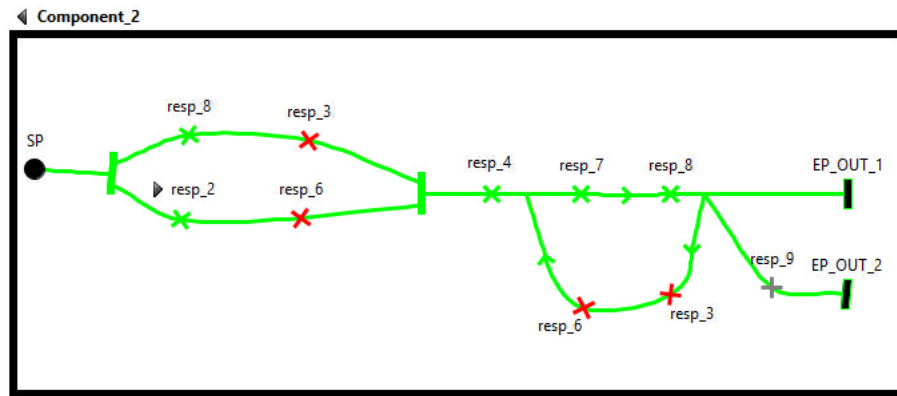 Component_2
resp_8
resp_3
SP
resp_4
resp_7
resp_8
EP_OUT_1
resp_2
resp_6
resp_9
EP_OUT_2
resp_6
resp_3